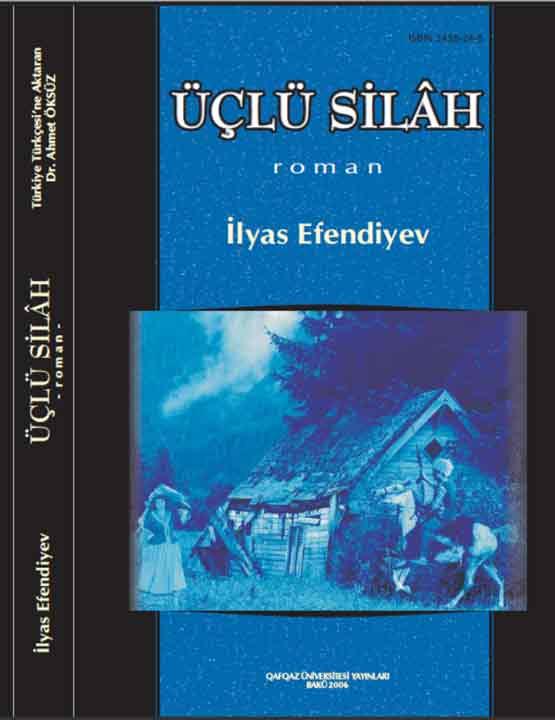 Türkiye Türkçesi'ne Aktaran
Dr. Ahmet ÖKSÜZ
ÜÇLÜ SİLÂH
- roman -
İlyas Efendiyev
ISBN
ÜÇLÜ SİLÂH
roman
İlyas Efendiyev
QAFQAZ ÜNİVERSİTESİ YAYINLARI
BAKÜ 2006